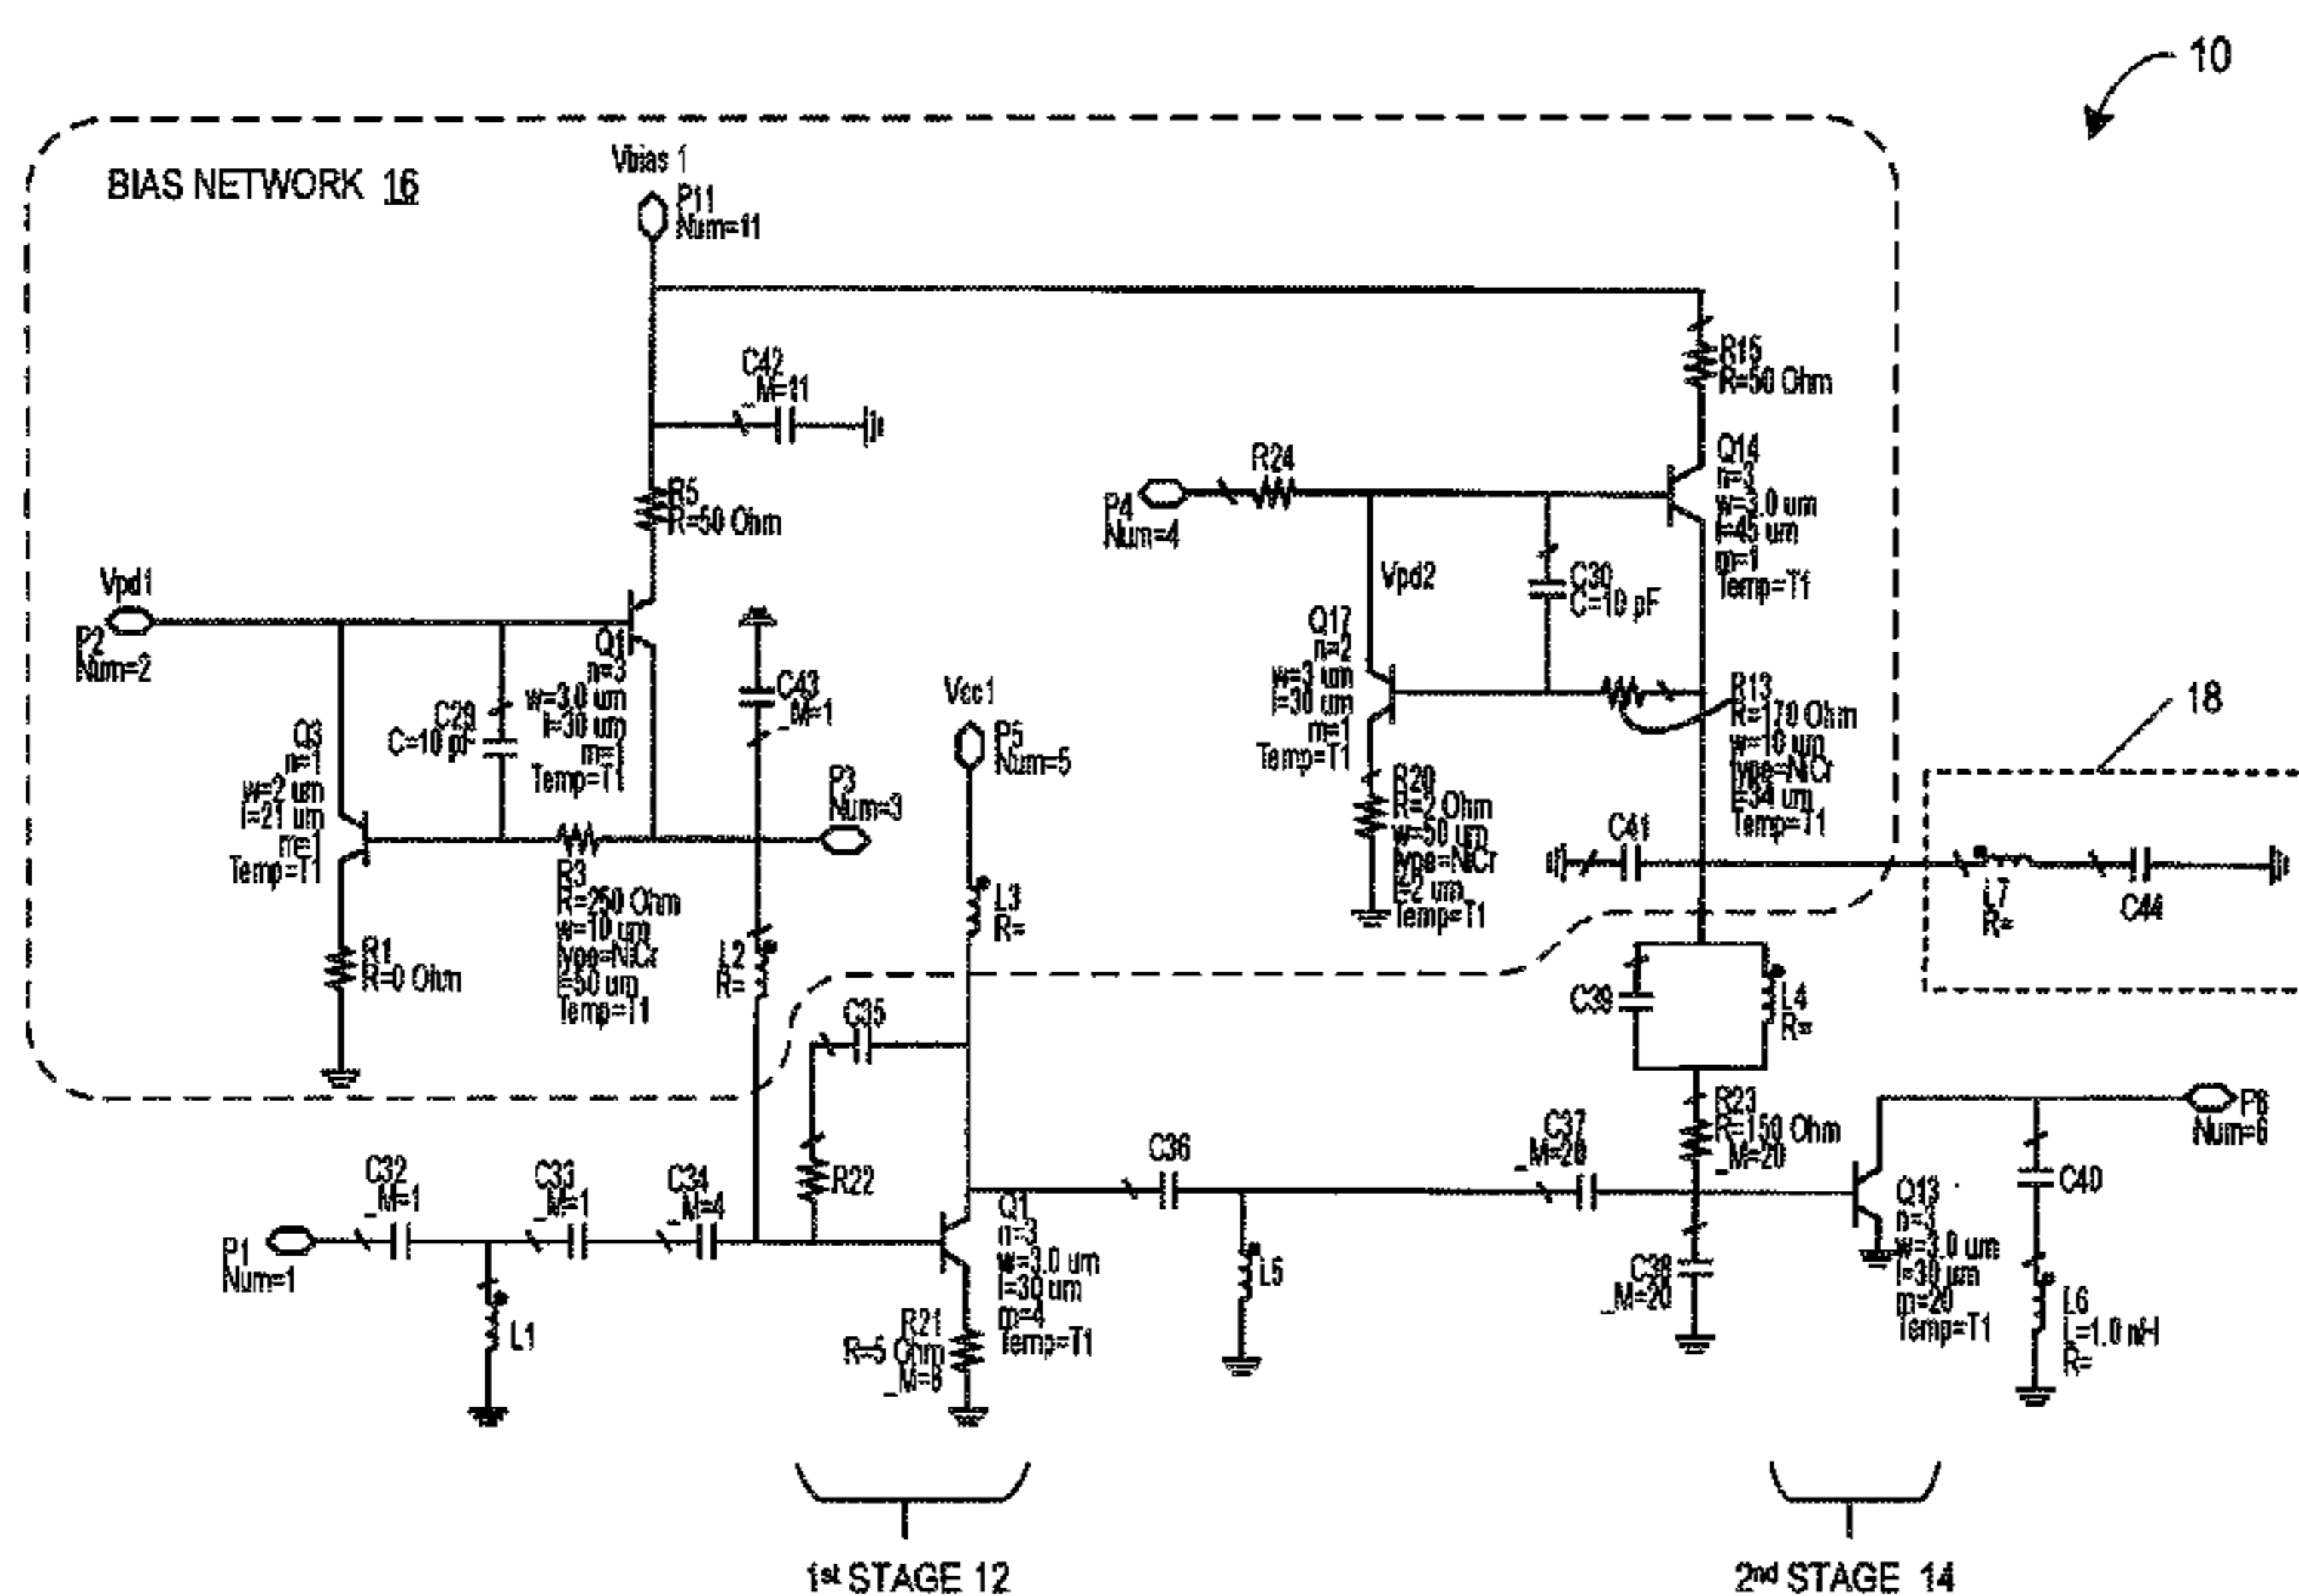 10
BIAS NETWORK 16
Vbias 1
P11
Num=11
C42
_M=11
R15
R=50 Ohm
R5
R=50 Ohm
R24
P4
Num=4
Q14
n=3
w=3.0 um
l=45 um
m=1
Temp=T1
Vpd1
P2
Num=2
Q1
n=3
w=3.0 um
l=30 um
m=1
Temp=T1
C29
C=10 pF
Vpd2
C30
C=10 pF
Q17
n=2
w=3 um
l=30 um
m=1
Temp=T1
C43
_M=1
P5
Num=5
R13
R=170 Ohm
w=10 um
type=NiCr
l=34 um
Temp=T1
18
Q3
n=1
w=2 um
l=21 um
m=1
Temp=T1
P3
Num=3
R20
R=2 Ohm
w=50 um
type=NiCr
l=2 um
Temp=T1
C41
R3
R=250 Ohm
w=10 um
type=NiCr
l=50 um
Temp=T1
L3
R=
L7
R=
C44
R1
R=0 Ohm
L2
R=
C35
C39
L4
R=
C32
_M=1
C33
_M=1
C34
_M=4
R22
C36
C37
_M=20
R23
R=150 Ohm
_M=20
P6
Num=6
C40
P1
Num=1
L1
Q1
n=3
w=3.0 um
l=30 um
m=4
Temp=T1
R21
R=5 Ohm
L5
C38
_M=20
Q13
n=3
w=3.0 um
l=30 um
m=20
Temp=T1
L6
L=1.0 nH
R=
1st STAGE 12
2nd STAGE 14